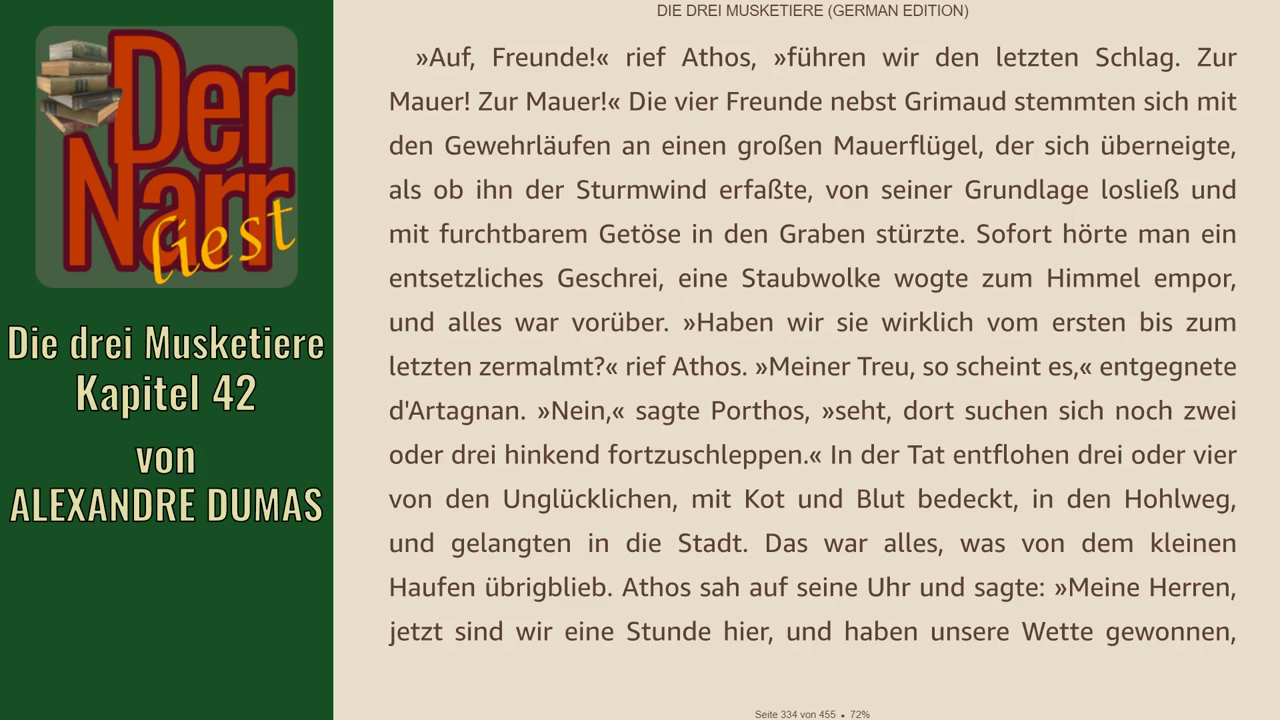 Der
Narr
liest
Die drei Musketiere
Kapitel 42
von
ALEXANDRE DUMAS
DIE DREI MUSKETIERE (GERMAN EDITION)
»Auf, Freunde!« rief Athos, »führen wir den letzten Schlag. Zur
Mauer! Zur Mauer!« Die vier Freunde nebst Grimaud stemmten sich mit
den Gewehrläufen an einen großen Mauerflügel, der sich überneigte,
als ob ihn der Sturmwind erfaßte, von seiner Grundlage losließ und
mit furchtbarem Getöse in den Graben stürzte. Sofort hörte man ein
entsetzliches Geschrei, eine Staubwolke wogte zum Himmel empor,
und alles war vorüber. »Haben wir sie wirklich vom ersten bis zum
letzten zermalmt?« rief Athos. »Meiner Treu, so scheint es,« entgegnete
d'Artagnan. »Nein,« sagte Porthos, »seht, dort suchen sich noch zwei
oder drei hinkend fortzuschleppen.« In der Tat entflohen drei oder vier
von den Unglücklichen, mit Kot und Blut bedeckt, in den Hohlweg,
und gelangten in die Stadt. Das war alles, was von dem kleinen
Haufen übrigblieb. Athos sah auf seine Uhr und sagte: »Meine Herren,
jetzt sind wir eine Stunde hier, und haben unsere Wette gewonnen,
Seite 334 von 455 • 72%